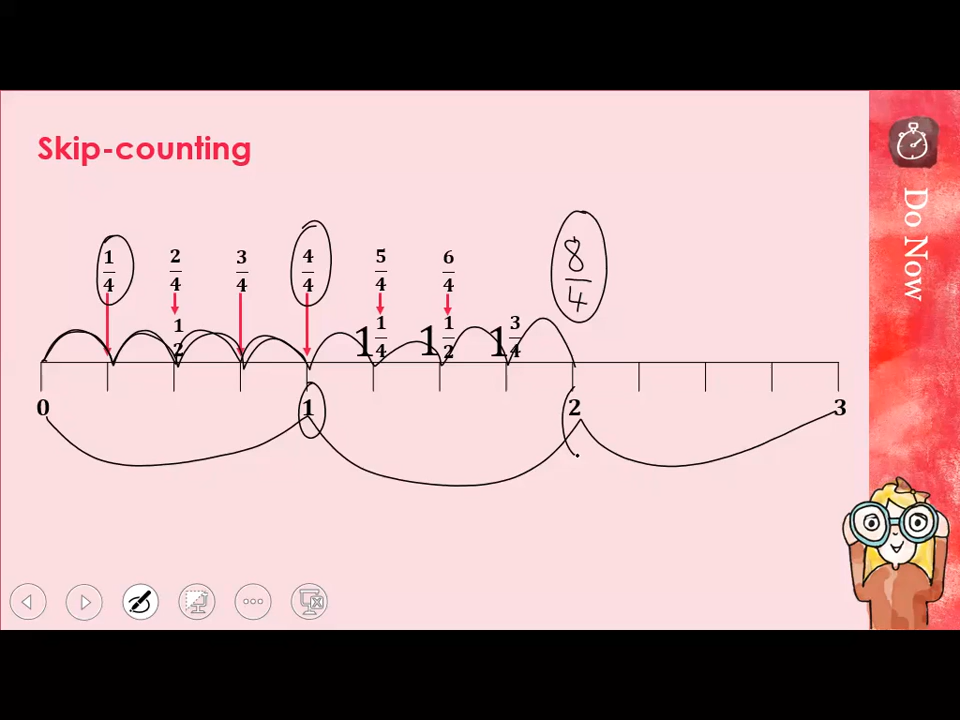 Skip-counting
1/4 2/4 3/4 4/4 5/4 6/4 8/4
1/2 1 1/4 1 1/2 1 3/4
0 1 2 3
Do Now